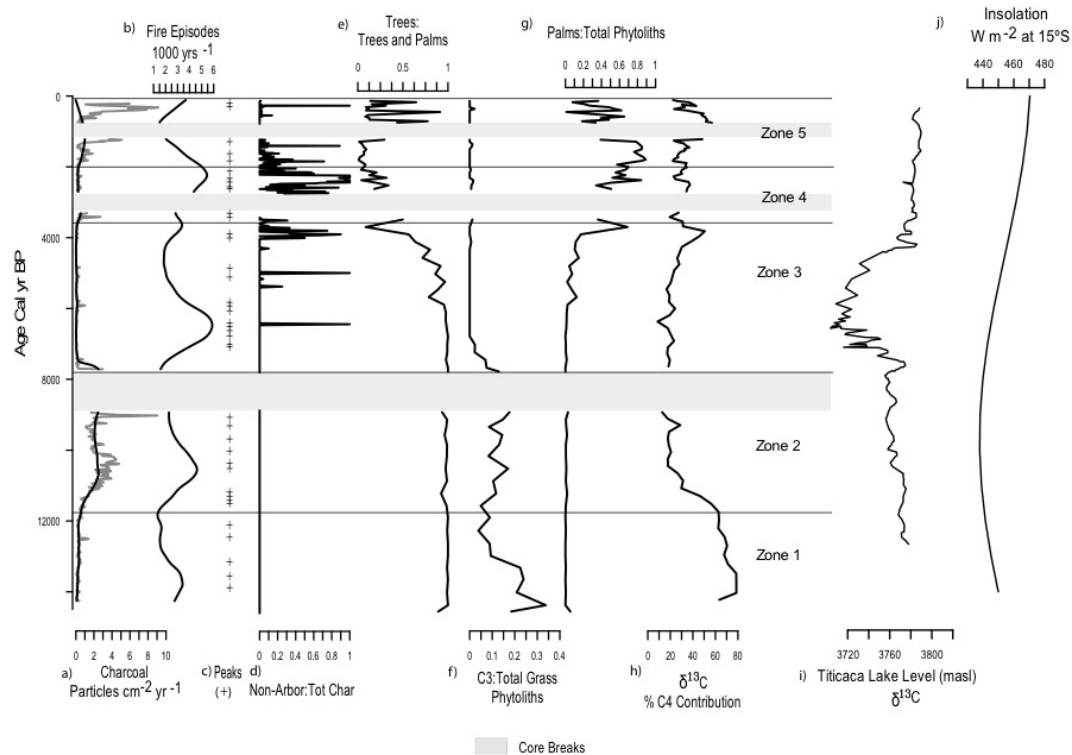 b)
Fire Episodes
1000 yrs -1
1 2 3 4 5 6
e)
Trees:
Trees and Palms
0 0.5 1
g)
Palms:Total Phytoliths
0 0.2 0.4 0.6 0.8 1
j)
Insolation
W m-2 at 15ºS
440 460 480
Age Cal yr BP
0
4000
8000
12000
Zone 5
Zone 4
Zone 3
Zone 2
Zone 1
0 2 4 6 8 10
a)
Charcoal
Particles cm-2 yr -1
c)
Peaks
(+)
0 0.2 0.4 0.6 0.8 1
d)
Non-Arbor:Tot Char
0 0.1 0.2 0.3 0.4
f)
C3:Total Grass
Phytoliths
0 20 40 60 80
h)
δ13C
% C4 Contribution
3720 3760 3800
i)
Titicaca Lake Level (masl)
δ13C
Core Breaks